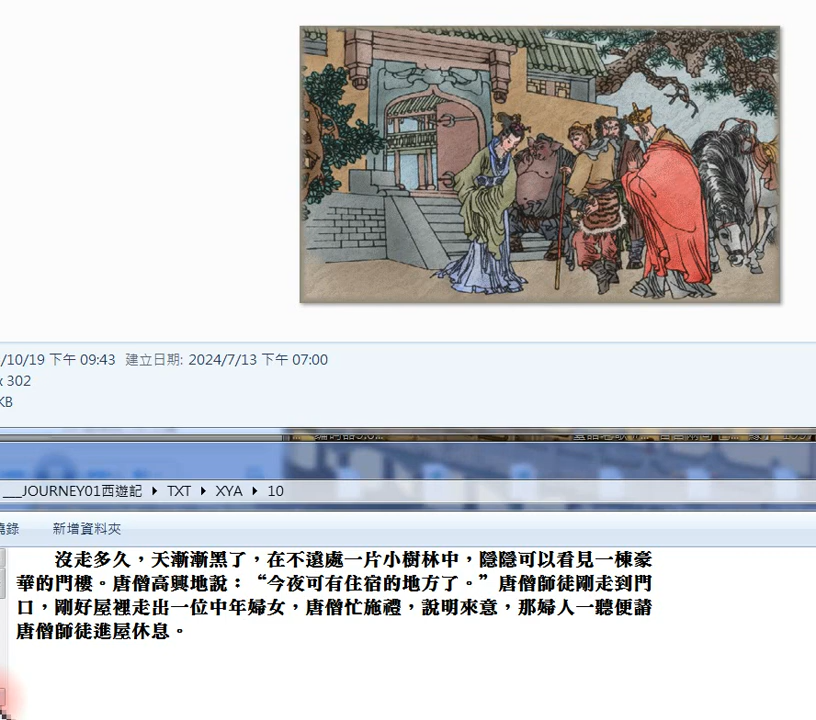 /10/19 下午 09:43 建立日期: 2024/7/13 下午 07:00
x 302
KB
___JOURNEY01西遊記 ▸ TXT ▸ XYA ▸ 10
燒錄 新增資料夾
沒走多久，天漸漸黑了，在不遠處一片小樹林中，隱隱可以看見一棟豪
華的門樓。唐僧高興地說：“今夜可有住宿的地方了。”唐僧師徒剛走到門
口，剛好屋裡走出一位中年婦女，唐僧忙施禮，說明來意，那婦人一聽便請
唐僧師徒進屋休息。